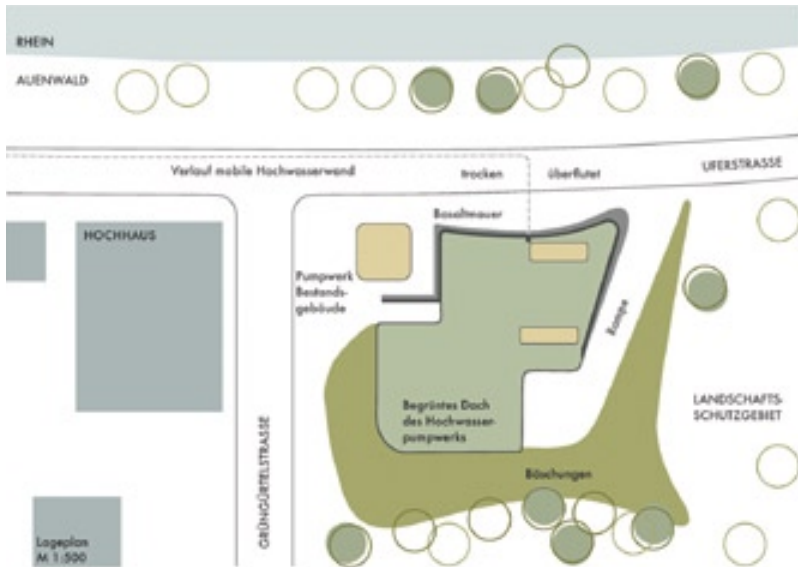 RHEIN
AUENWALD
Verlauf mobile Hochwasserwand
trocken
überflutet
UFERSTRASSE
Basaltmauer
HOCHHAUS
Pumpwerk
Bestands-
gebäude
Rampe
Begrüntes Dach
des Hochwasser-
pumpwerks
LANDSCHAFTS-
SCHUTZGEBIET
GRÜNGÜRTELSTRASSE
Böschungen
Lageplan
M 1:500